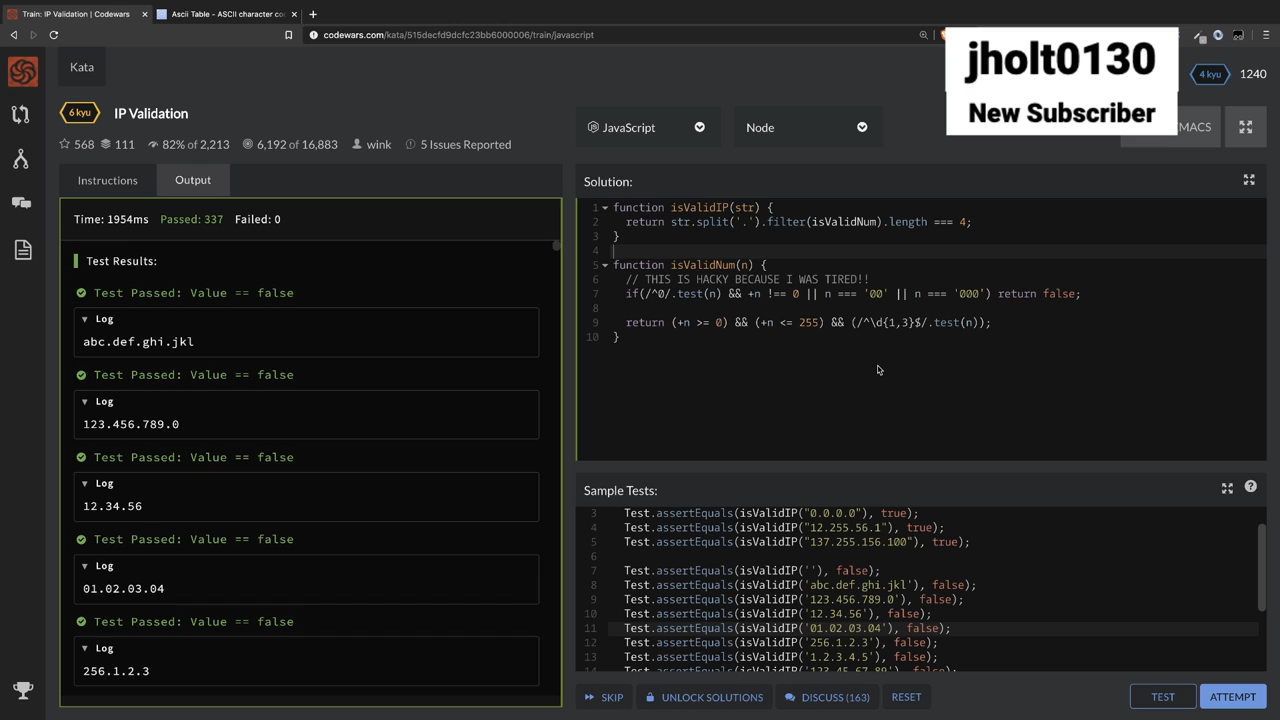 Train: IP Validation | Codewars
Ascii Table - ASCII character co
codewars.com/kata/515decfd9dcfc23bb6000006/train/javascript
jholt0130
New Subscriber
Kata
4 kyu
1240
6 kyu
IP Validation
JavaScript
Node
MACS
568
111
82% of 2,213
6,192 of 16,883
wink
5 Issues Reported
Instructions
Output
Time: 1954ms Passed: 337 Failed: 0
Test Results:
Test Passed: Value == false
Log
abc.def.ghi.jkl
Test Passed: Value == false
Log
123.456.789.0
Test Passed: Value == false
Log
12.34.56
Test Passed: Value == false
Log
01.02.03.04
Test Passed: Value == false
Log
256.1.2.3
Solution:
1 function isValidIP(str) {
2 return str.split('.').filter(isValidNum).length === 4;
3 }
4
5 function isValidNum(n) {
6 // THIS IS HACKY BECAUSE I WAS TIRED!!
7 if(/^0/.test(n) && +n !== 0 || n === '00' || n === '000') return false;
8
9 return (+n >= 0) && (+n <= 255) && (/^\d{1,3}$/.test(n));
10 }
Sample Tests:
3 Test.assertEquals(isValidIP("0.0.0.0"), true);
4 Test.assertEquals(isValidIP("12.255.56.1"), true);
5 Test.assertEquals(isValidIP("137.255.156.100"), true);
6
7 Test.assertEquals(isValidIP(''), false);
8 Test.assertEquals(isValidIP('abc.def.ghi.jkl'), false);
9 Test.assertEquals(isValidIP('123.456.789.0'), false);
10 Test.assertEquals(isValidIP('12.34.56'), false);
11 Test.assertEquals(isValidIP('01.02.03.04'), false);
12 Test.assertEquals(isValidIP('256.1.2.3'), false);
13 Test.assertEquals(isValidIP('1.2.3.4.5'), false);
14 Test.assertEquals(isValidIP('123.45.67.89'), false);
SKIP
UNLOCK SOLUTIONS
DISCUSS (163)
RESET
TEST
ATTEMPT